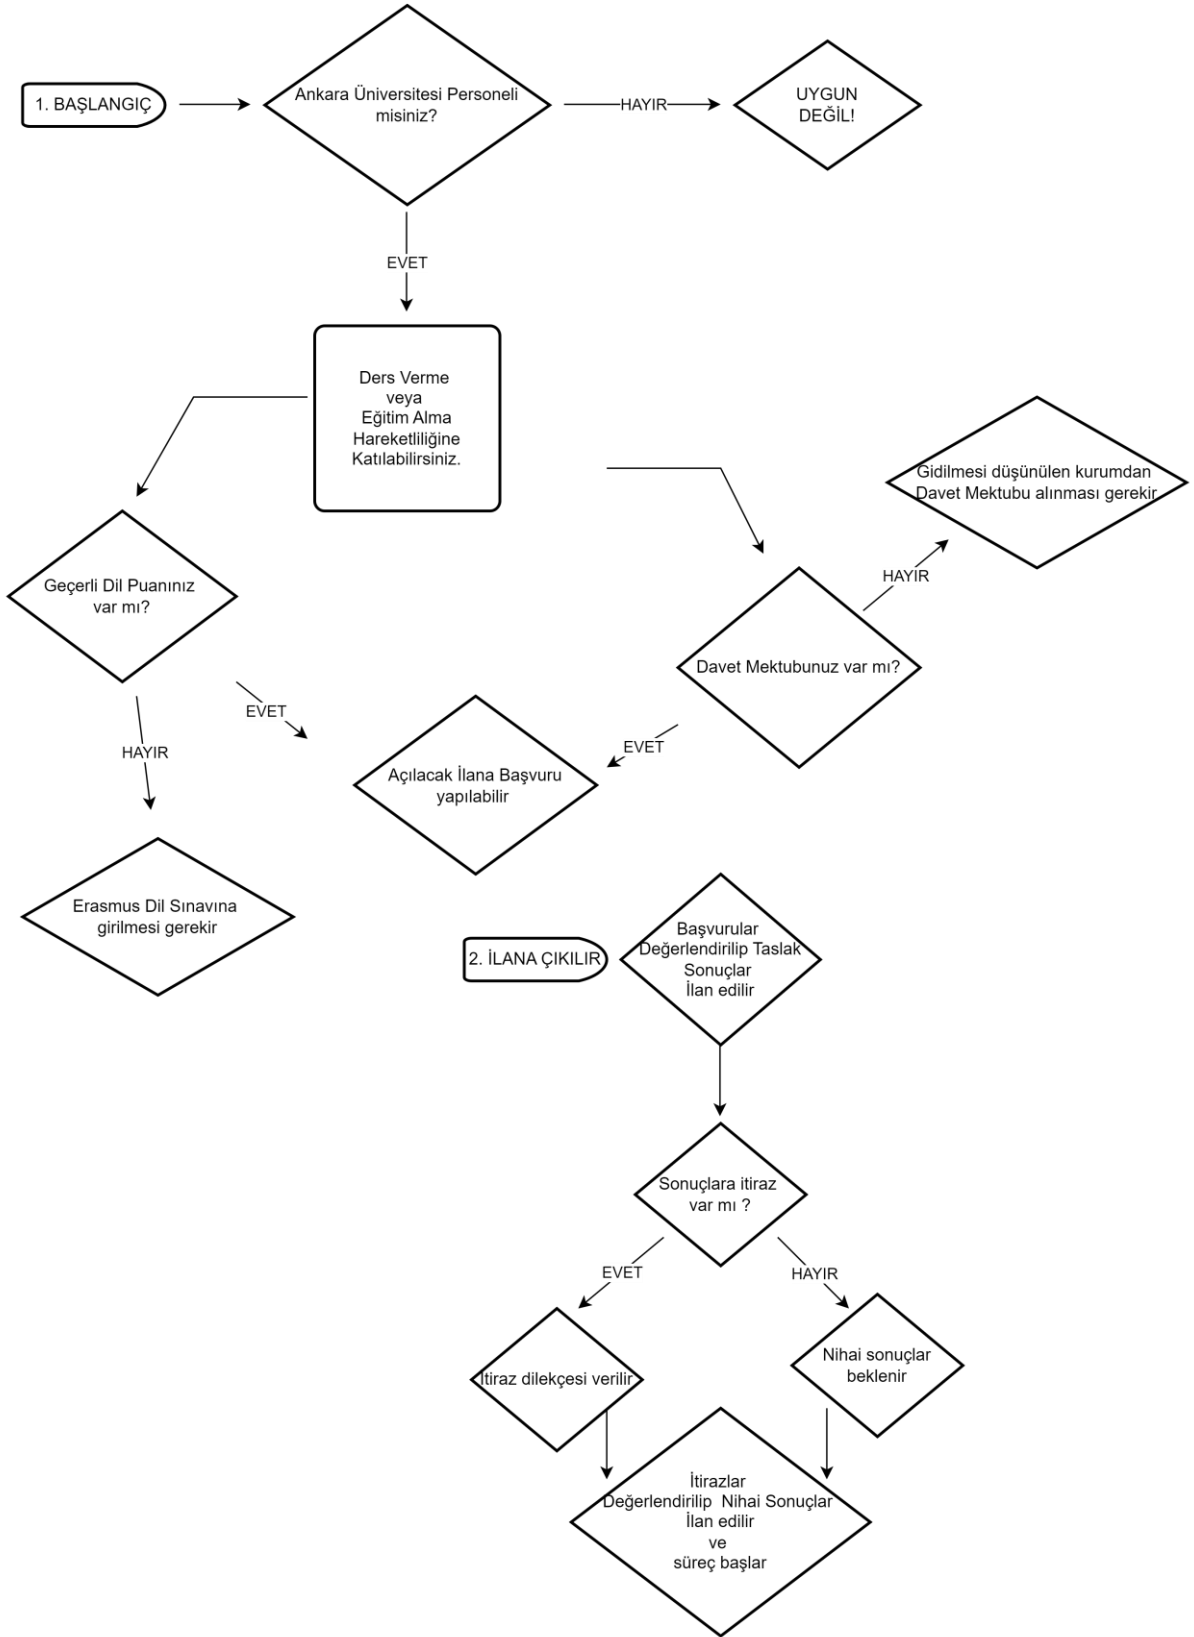 1. BAŞLANGIÇ
Ankara Üniversitesi Personeli
misiniz?
HAYIR
UYGUN
DEĞİL!
EVET
Ders Verme
veya
Eğitim Alma
Hareketliliğine
Katılabilirsiniz.
Gidilmesi düşünülen kurumdan
Davet Mektubu alınması gerekir
HAYIR
Geçerli Dil Puanınız
var mı?
Davet Mektubunuz var mı?
EVET
HAYIR
EVET
Açılacak İlana Başvuru
yapılabilir
Erasmus Dil Sınavına
girilmesi gerekir
2. İLANA ÇIKILIR
Başvurular
Değerlendirilip Taslak
Sonuçlar
İlan edilir
Sonuçlara itiraz
var mı ?
EVET
HAYIR
İtiraz dilekçesi verilir
Nihai sonuçlar
beklenir
İtirazlar
Değerlendirilip  Nihai Sonuçlar
İlan edilir
ve
süreç başlar